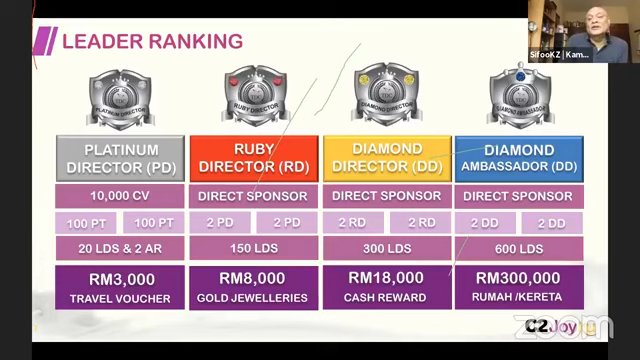 LEADER RANKING
SifooKZ | Kam...
PLATINUM DIRECTOR
RUBY DIRECTOR
DIAMOND DIRECTOR
DIAMOND AMBASSADOR
PLATINUM
DIRECTOR (PD)
RUBY
DIRECTOR (RD)
DIAMOND
DIRECTOR (DD)
DIAMOND
AMBASSADOR (DD)
10,000 CV
DIRECT SPONSOR
DIRECT SPONSOR
DIRECT SPONSOR
100 PT
100 PT
2 PD
2 PD
2 RD
2 RD
2 DD
2 DD
20 LDS & 2 AR
150 LDS
300 LDS
600 LDS
RM3,000
TRAVEL VOUCHER
RM8,000
GOLD JEWELLERIES
RM18,000
CASH REWARD
RM300,000
RUMAH /KERETA
C2Joy
zoom